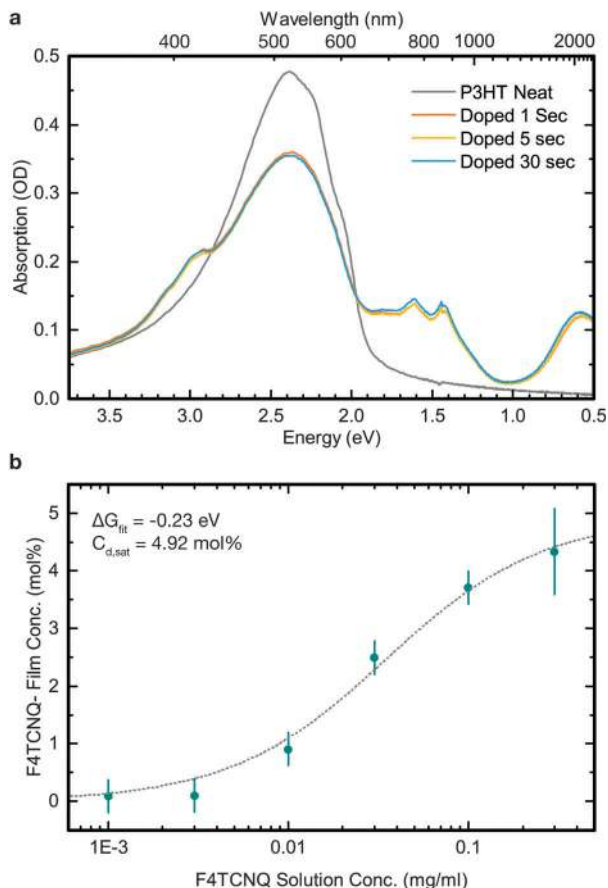 a
Wavelength (nm)
400 500 600 800 1000 2000
0.5
0.4
0.3
0.2
0.1
0.0
Absorption (OD)
P3HT Neat
Doped 1 Sec
Doped 5 sec
Doped 30 sec
3.5 3.0 2.5 2.0 1.5 1.0 0.5
Energy (eV)
b
ΔG_fit = -0.23 eV
C_d,sat = 4.92 mol%
5
4
3
2
1
0
F4TCNQ- Film Conc. (mol%)
1E-3 0.01 0.1
F4TCNQ Solution Conc. (mg/ml)